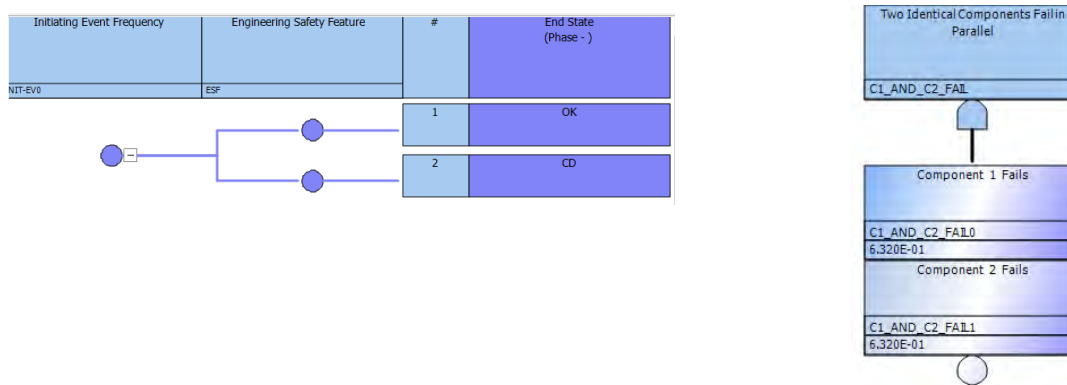 Initiating Event Frequency
Engineering Safety Feature
#
End State
(Phase - )
NIT-EV0
ESF
1
OK
2
CD
Two Identical Components Fail in
Parallel
C1_AND_C2_FAIL
Component 1 Fails
C1_AND_C2_FAIL0
6.320E-01
Component 2 Fails
C1_AND_C2_FAIL1
6.320E-01